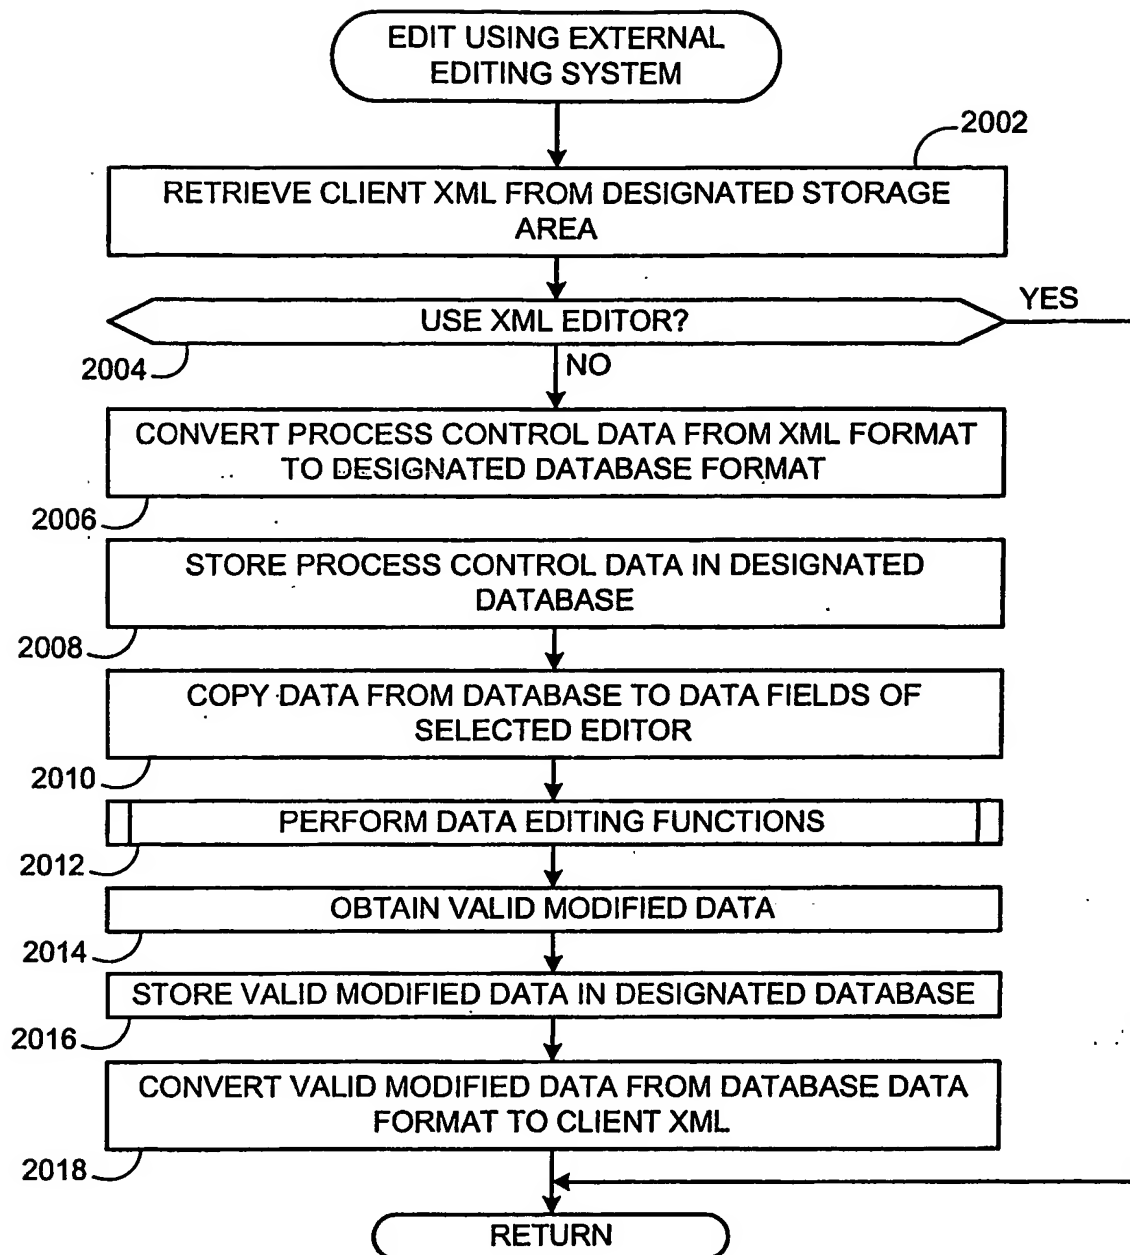 EDIT USING EXTERNAL
EDITING SYSTEM
2002
RETRIEVE CLIENT XML FROM DESIGNATED STORAGE
AREA
YES
USE XML EDITOR?
2004
NO
CONVERT PROCESS CONTROL DATA FROM XML FORMAT
TO DESIGNATED DATABASE FORMAT
2006
STORE PROCESS CONTROL DATA IN DESIGNATED
DATABASE
2008
COPY DATA FROM DATABASE TO DATA FIELDS OF
SELECTED EDITOR
2010
PERFORM DATA EDITING FUNCTIONS
2012
OBTAIN VALID MODIFIED DATA
2014
STORE VALID MODIFIED DATA IN DESIGNATED DATABASE
2016
CONVERT VALID MODIFIED DATA FROM DATABASE DATA
FORMAT TO CLIENT XML
2018
RETURN